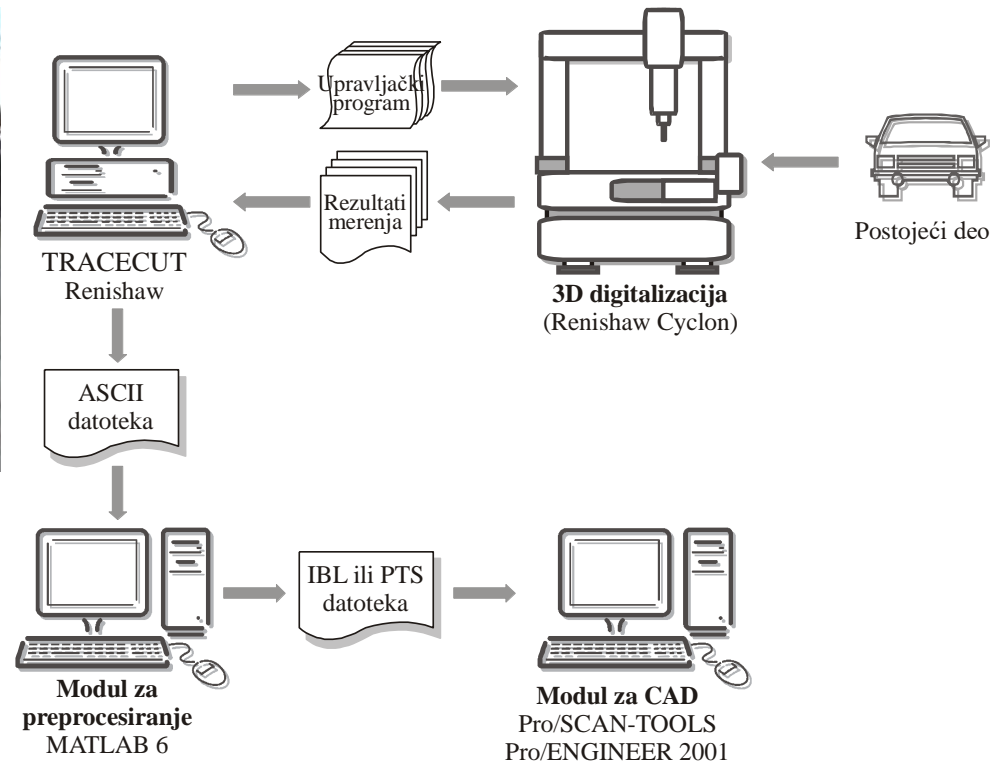 Upravljački
program
Rezultati
merenja
TRACECUT
Renishaw
3D digitalizacija
(Renishaw Cyclon)
Postojeći deo
ASCII
datoteka
IBL ili PTS
datoteka
Modul za
preprocesiranje
MATLAB 6
Modul za CAD
Pro/SCAN-TOOLS
Pro/ENGINEER 2001